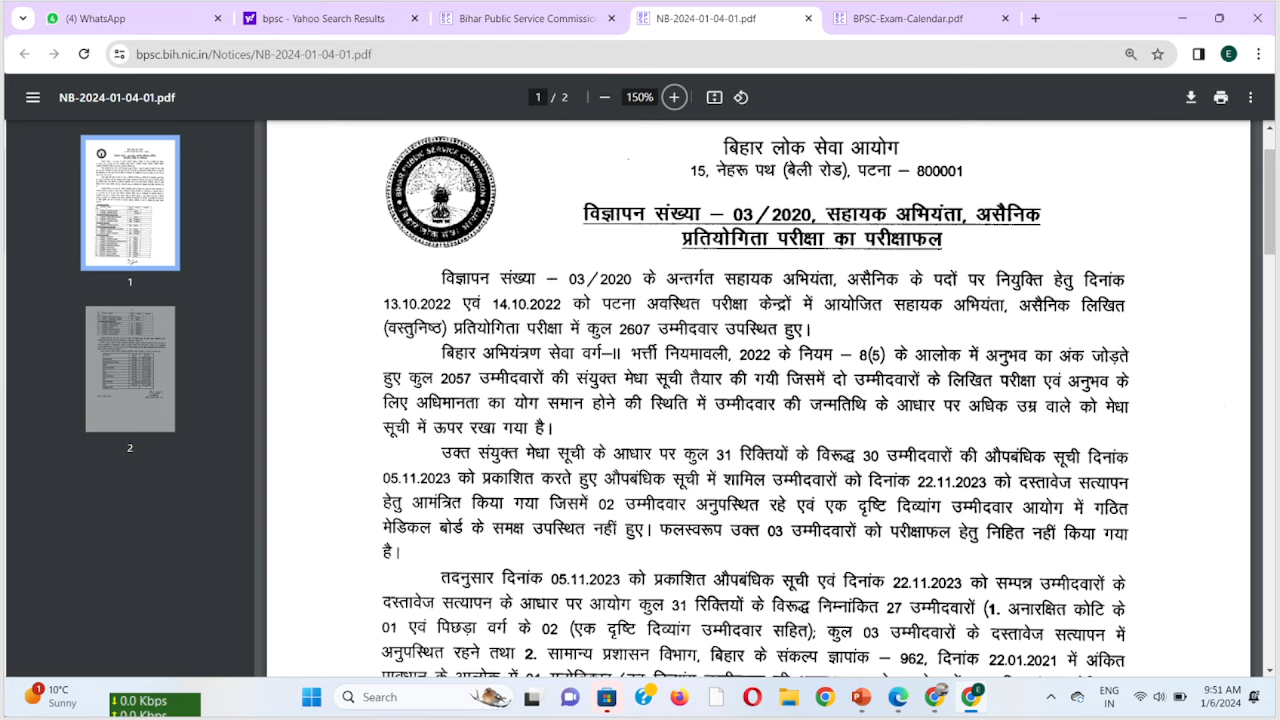 (4) WhatsApp
bpsc - Yahoo Search Results
Bihar Public Service Commissio
NB-2024-01-04-01.pdf
BPSC-Exam-Calendar.pdf
bpsc.bih.nic.in/Notices/NB-2024-01-04-01.pdf
E
NB-2024-01-04-01.pdf
1 / 2
150%
1
2
BIHAR PUBLIC SERVICE COMMISSION
बिहार लोक सेवा आयोग
15, नेहरू पथ (बेली रोड), पटना – 800001
विज्ञापन संख्या – 03/2020, सहायक अभियंता, असैनिक
प्रतियोगिता परीक्षा का परीक्षाफल
विज्ञापन संख्या – 03/2020 के अन्तर्गत सहायक अभियंता, असैनिक के पदों पर नियुक्ति हेतु दिनांक
13.10.2022 एवं 14.10.2022 को पटना अवस्थित परीक्षा केन्द्रों में आयोजित सहायक अभियंता, असैनिक लिखित
(वस्तुनिष्ठ) प्रतियोगिता परीक्षा में कुल 2607 उम्मीदवार उपस्थित हुए।
बिहार अभियंत्रण सेवा वर्ग–II भर्त्ती नियमावली, 2022 के नियम – 8(5) के आलोक में अनुभव का अंक जोड़ते
हुए कुल 2057 उम्मीदवारों की संयुक्त मेधा सूची तैयार की गयी जिसमें दो उम्मीदवारों के लिखित परीक्षा एवं अनुभव के
लिए अधिमानता का योग समान होने की स्थिति में उम्मीदवार की जन्मतिथि के आधार पर अधिक उम्र वाले को मेधा
सूची में ऊपर रखा गया है।
उक्त संयुक्त मेधा सूची के आधार पर कुल 31 रिक्तियों के विरूद्ध 30 उम्मीदवारों की औपबंधिक सूची दिनांक
05.11.2023 को प्रकाशित करते हुए औपबंधिक सूची में शामिल उम्मीदवारों को दिनांक 22.11.2023 को दस्तावेज सत्यापन
हेतु आमंत्रित किया गया जिसमें 02 उम्मीदवार अनुपस्थित रहे एवं एक दृष्टि दिव्यांग उम्मीदवार आयोग में गठित
मेडिकल बोर्ड के समक्ष उपस्थित नहीं हुए। फलस्वरूप उक्त 03 उम्मीदवारों को परीक्षाफल हेतु निहित नहीं किया गया
है।
तदनुसार दिनांक 05.11.2023 को प्रकाशित औपबंधिक सूची एवं दिनांक 22.11.2023 को सम्पन्न उम्मीदवारों के
दस्तावेज सत्यापन के आधार पर आयोग कुल 31 रिक्तियों के विरूद्ध निम्नांकित 27 उम्मीदवारों (1. अनारक्षित कोटि के
01 एवं पिछड़ा वर्ग के 02 (एक दृष्टि दिव्यांग उम्मीदवार सहित); कुल 03 उम्मीदवारों के दस्तावेज सत्यापन में
अनुपस्थित रहने तथा 2. सामान्य प्रशासन विभाग, बिहार के संकल्प ज्ञापांक – 962, दिनांक 22.01.2021 में अंकित
1
10°C
Sunny
0.0 Kbps
0.0 Kbps
Search
ENG
IN
9:51 AM
1/6/2024